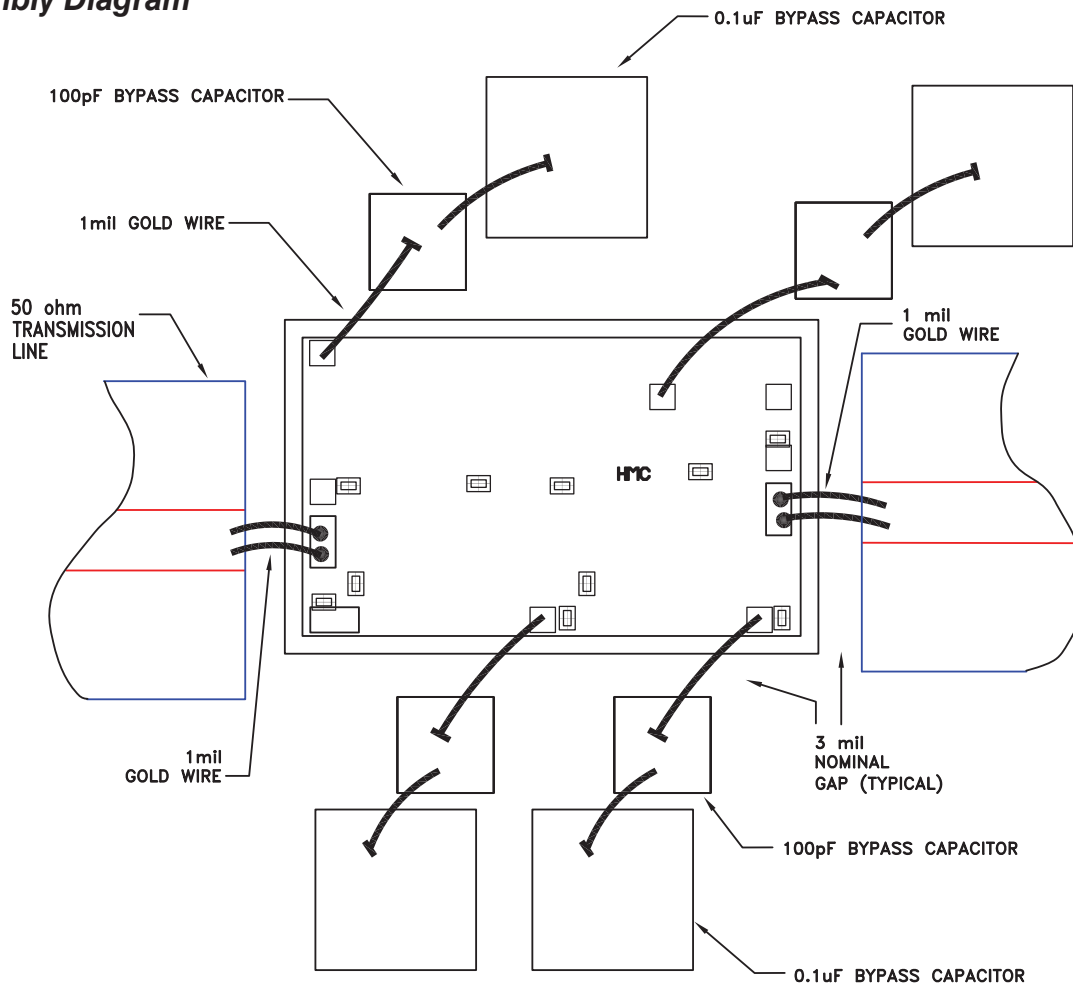 bly Diagram
0.1uF BYPASS CAPACITOR
100pF BYPASS CAPACITOR
1mil GOLD WIRE
50 ohm
TRANSMISSION
LINE
1 mil
GOLD WIRE
HMC
1mil
GOLD WIRE
3 mil
NOMINAL
GAP (TYPICAL)
100pF BYPASS CAPACITOR
0.1uF BYPASS CAPACITOR